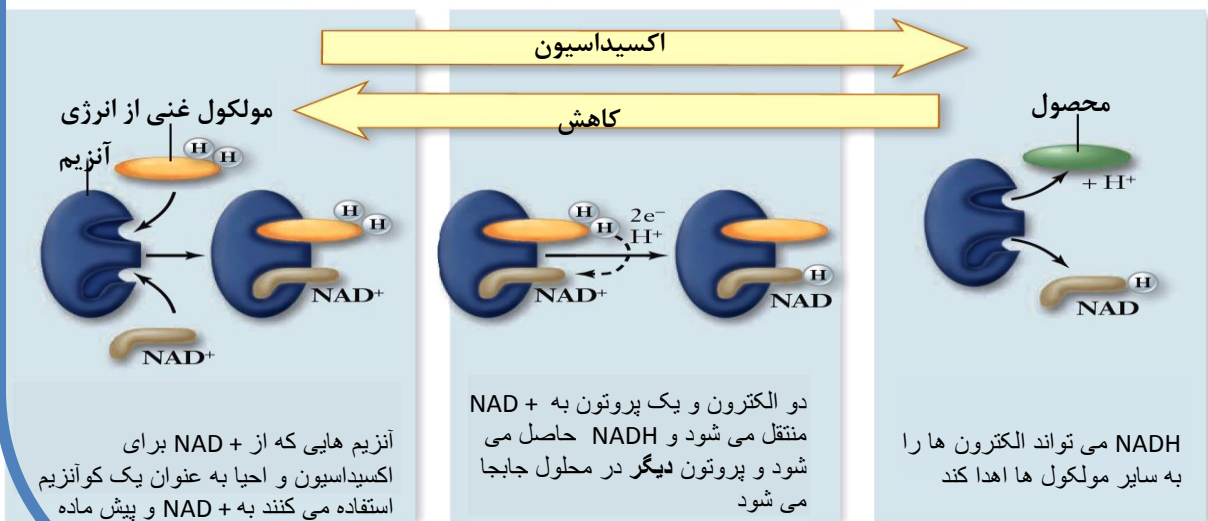 اکسیداسیون
کاهش
مولکول غنی از انرژی
آنزیم
H
H
NAD+
H
H
NAD+
H
H
2e−
H+
NAD+
H
NAD
محصول
+ H+
H
NAD
آنزیم هایی که از + NAD برای
اکسیداسیون و احیا به عنوان یک کوآنزیم
استفاده می کنند به + NAD و پیش ماده
دو الکترون و یک پروتون به + NAD
منتقل می شود و NADH حاصل می
شود و پروتون دیگر در محلول جابجا
می شود
NADH می تواند الکترون ها را
به سایر مولکول ها اهدا کند